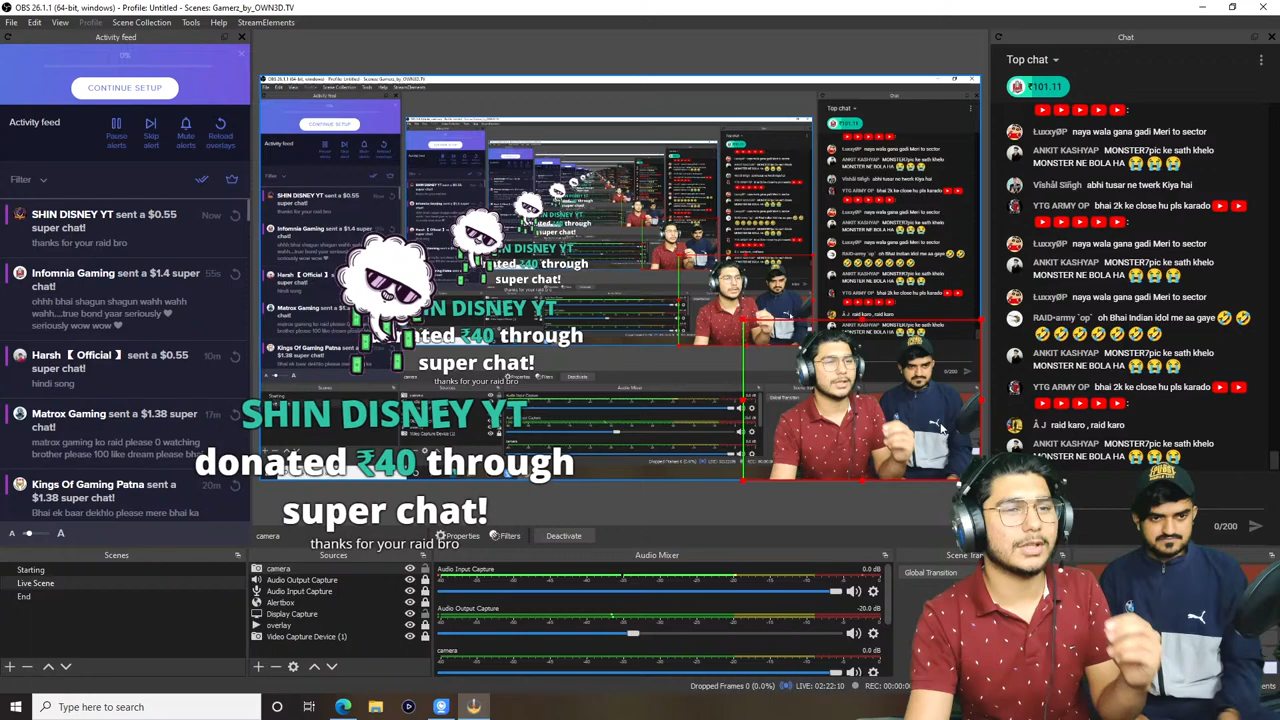 OBS 26.1.1 (64-bit, windows) - Profile: Untitled - Scenes: Gamerz_by_OWN3D.TV
File Edit View Profile Scene Collection Tools Help StreamElements
Activity feed
0%
CONTINUE SETUP
Activity feed
Pause alerts
Skip alert
Mute alerts
Reload overlays
Filter
SHIN DISNEY YT sent a $0.55 Now
super chat!
thanks for your raid bro
Infomnia Gaming sent a $1.4 super 55s
chat!
ohhh bhai shagun shagun wahh wahh
wahh....true bond yaar seriously wow
seriously wow
Harsh【 Official 】 sent a $0.55 10m
super chat!
hindi song
Matrox Gaming sent a $1.38 super 17m
chat!
matrox gaming ko raid please 0 watching
brother please 100 like dream please help
Kings Of Gaming Patna sent a 20m
$1.38 super chat!
Bhai ek baar dekhlo please mere bhai ka
A A
SHIN DISNEY YT
donated ₹40 through
super chat!
thanks for your raid bro
camera Properties Filters Deactivate
Scenes
Starting
Live Scene
End
Sources
camera
Audio Output Capture
Audio Input Capture
Alertbox
Display Capture
overlay
Video Capture Device (1)
Audio Mixer
Audio Input Capture 0.0 dB
Audio Output Capture -20.0 dB
camera 0.0 dB
Global Transition
Dropped Frames 0 (0.0%) LIVE: 02:22:10 REC: 00:00:0
Chat
Top chat
₹101.11
ŁuxxyØP naya wala gana gadi Meri to sector
ANKIT KASHYAP MONSTER7pic ke sath khelo
MONSTER NE BOLA HA 😭😭😭
Vïshål Sïñgh abhi tusar ne twerk Kiya hai
YTG ARMY OP bhai 2k ke close hu pls karado
ŁuxxyØP naya wala gana gadi Meri to sector
ANKIT KASHYAP MONSTER7pic ke sath khelo
MONSTER NE BOLA HA 😭😭😭
RAID-army ˋopˊ oh bhai Indian idol me aa gaye 🤣🤣
🤣🤣🤣🤣🤣🤣
ANKIT KASHYAP MONSTER7pic ke sath khelo
MONSTER NE BOLA HA 😭😭😭
YTG ARMY OP bhai 2k ke close hu pls karado
Â J raid karo , raid karo
ANKIT KASHYAP MONSTER7pic ke sath khelo
MONSTER NE BOLA HA 😭😭😭
0/200
Type here to search